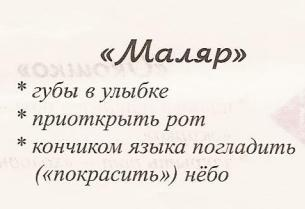 «Маляр»
* губы в улыбке
* приоткрыть рот
* кончиком языка погладить
(«покрасить») нёбо